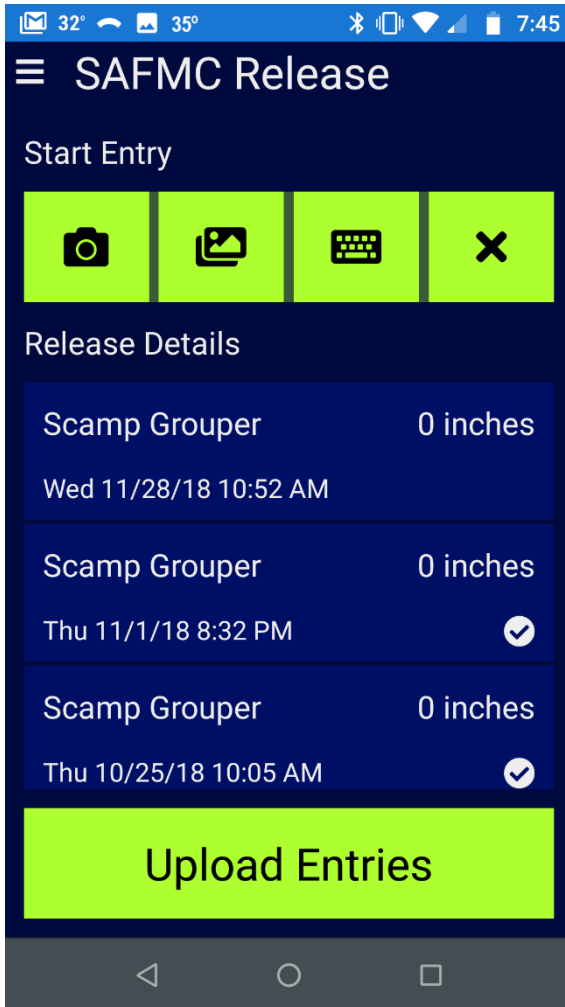 32° 35° 7:45
SAFMC Release
Start Entry
Release Details
Scamp Grouper 0 inches
Wed 11/28/18 10:52 AM
Scamp Grouper 0 inches
Thu 11/1/18 8:32 PM
Scamp Grouper 0 inches
Thu 10/25/18 10:05 AM
Upload Entries